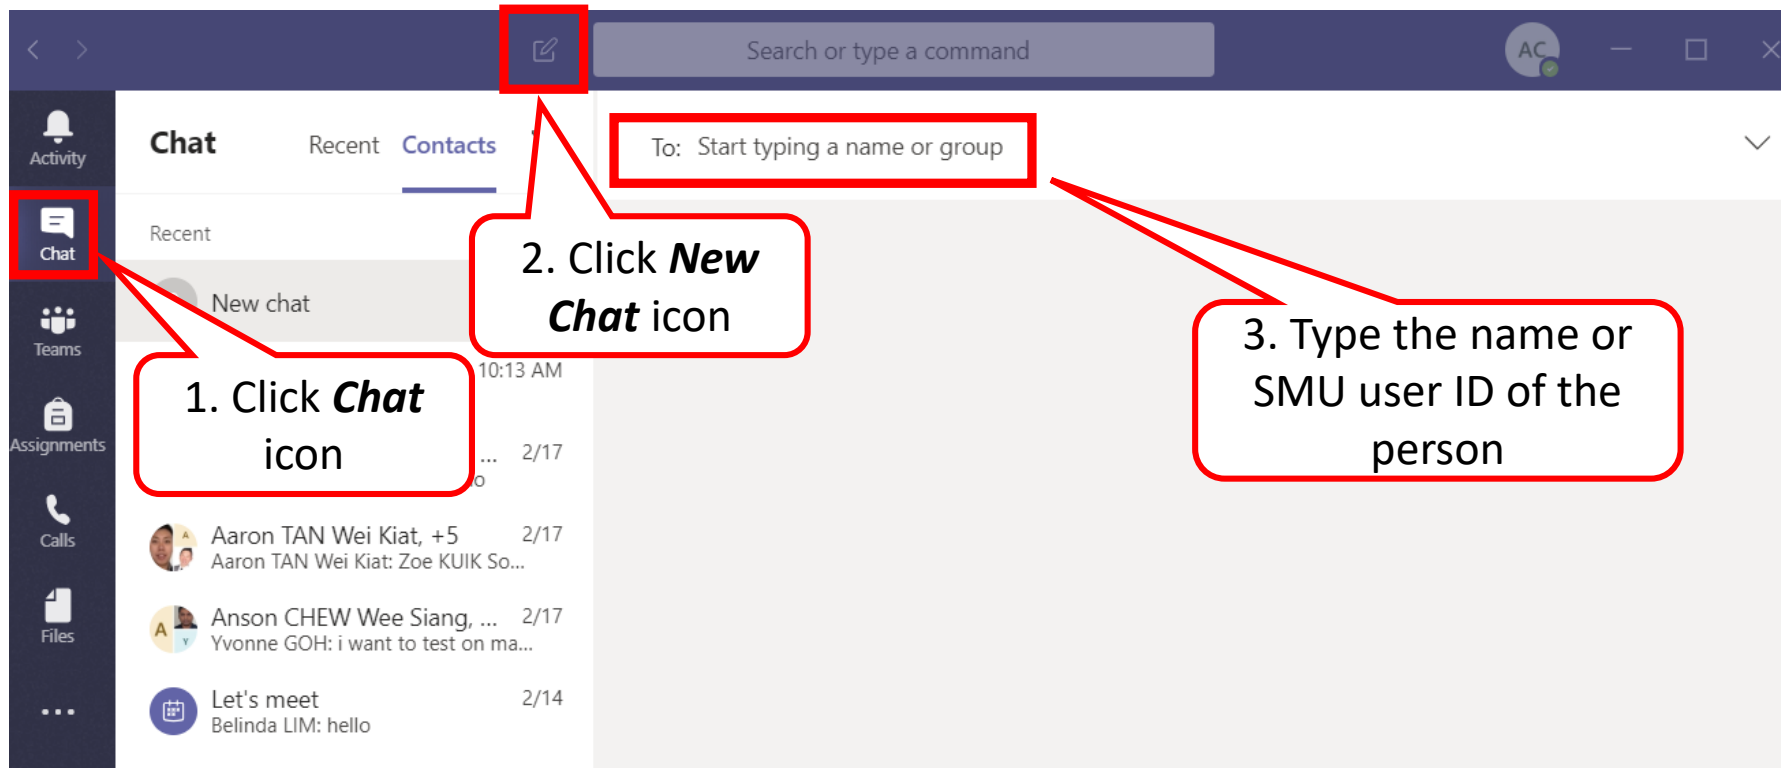 Search or type a command
AC
Activity
Chat
Teams
Assignments
Calls
Files
Chat Recent Contacts
To: Start typing a name or group
Recent
New chat
10:13 AM
... 2/17
Aaron TAN Wei Kiat, +5 2/17
Aaron TAN Wei Kiat: Zoe KUIK So...
A
Anson CHEW Wee Siang, ... 2/17
Yvonne GOH: i want to test on ma...
A
Y
Let's meet 2/14
Belinda LIM: hello
1. Click Chat
icon
2. Click New
Chat icon
3. Type the name or
SMU user ID of the
person